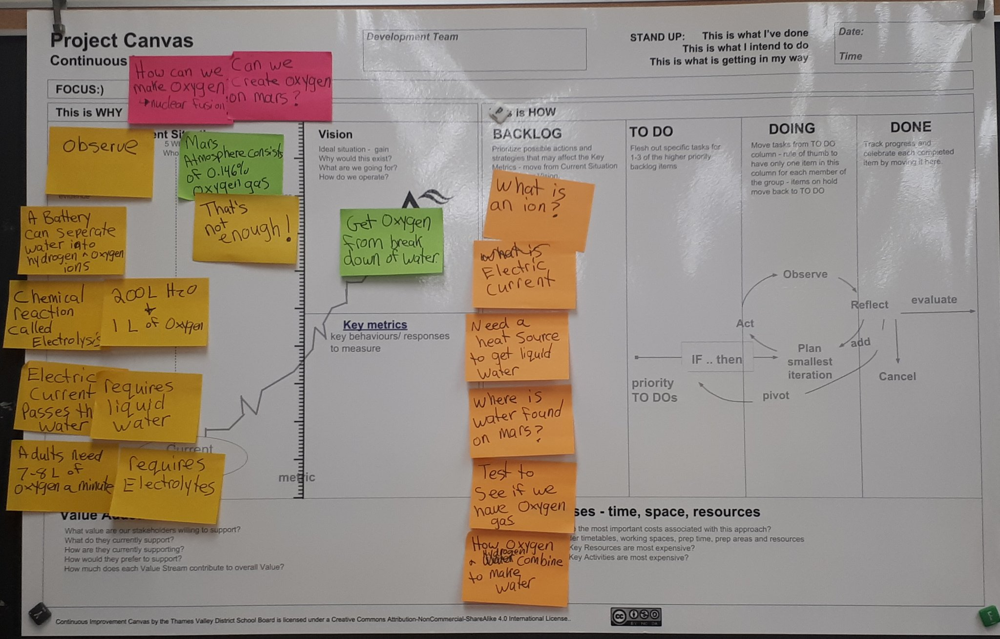 Project Canvas
Continuous
Development Team
STAND UP: This is what I've done
This is what I intend to do
This is what is getting in my way
Date:
Time
FOCUS:)
How can we
make oxygen
→nuclear fusion
Can we
create oxygen
on mars?
This is WHY
is HOW
Observe
ent Sit
5 W
Who
evidence
Mars
Atmosphere consists
of 0.146%
oxygen gas
That's
not
enough!
A Battery
can seperate
water into
hydrogen & oxygen
ions
Chemical
reaction
called
Electrolysis
200L H2O
↓
1 L of Oxygen
Electric
Current
Passes th
water
requires
liquid
water
Adults need
7-8 L of
oxygen a minute
requires
Electrolytes
Current
metric
Vision
Ideal situation - gain
Why would this exist?
What are we going for?
How do we operate?
Get Oxygen
from break
down of water.
Key metrics
key behaviours/ responses
to measure
BACKLOG
Prioritize possible actions and
strategies that may affect the Key
Metrics - move from Current Situation
Vision.
What is
an ion?
what is
Electric
Current
Need a
heat source
to get liquid
water
Where is
water found
on mars?
Test to
see if we
have oxygen
gas
How oxygen
hydrogen
& water combine
to make
water
TO DO
Flesh out specific tasks for
1-3 of the higher priority
backlog items
DOING
Move tasks from TO DO
column - rule of thumb to
have only one item in this
column for each member of
the group - items on hold
move back to TO DO
DONE
Track progress and
celebrate each completed
item by moving it here.
Observe
Reflect
evaluate
Act
add
Plan
smallest
iteration
IF .. then
Cancel
priority
TO DOs
pivot
Value A
What value are our stakeholders willing to support?
What do they currently support?
How are they currently supporting?
How would they prefer to support?
How much does each Value Stream contribute to overall Value?
ses - time, space, resources
the most important costs associated with this approach?
er timetables, working spaces, prep time, prep areas and resources
Key Resources are most expensive?
Key Activities are most expensive?
Continuous Improvement Canvas by the Thames Valley District School Board is licensed under a Creative Commons Attribution-NonCommercial-ShareAlike 4.0 International License..
cc
BY NC SA